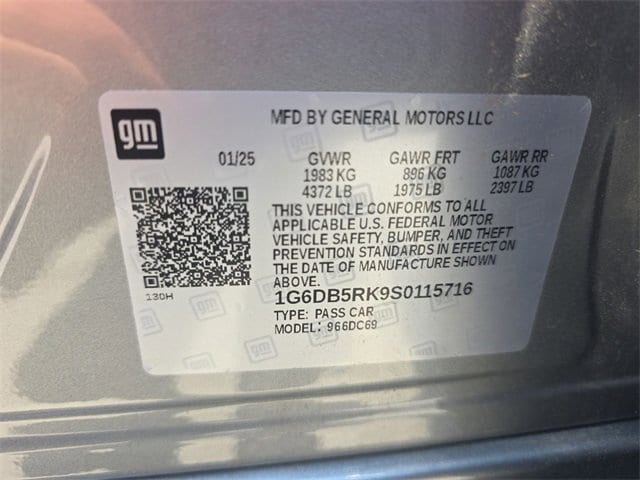 gm
MFD BY GENERAL MOTORS LLC
01/25 GVWR GAWR FRT GAWR RR
1983 KG 896 KG 1087 KG
4372 LB 1975 LB 2397 LB
THIS VEHICLE CONFORMS TO ALL
APPLICABLE U.S. FEDERAL MOTOR
VEHICLE SAFETY, BUMPER, AND THEFT
PREVENTION STANDARDS IN EFFECT ON
THE DATE OF MANUFACTURE SHOWN
ABOVE.
130H
1G6DB5RK9S0115716
TYPE: PASS CAR
MODEL: 966DC69